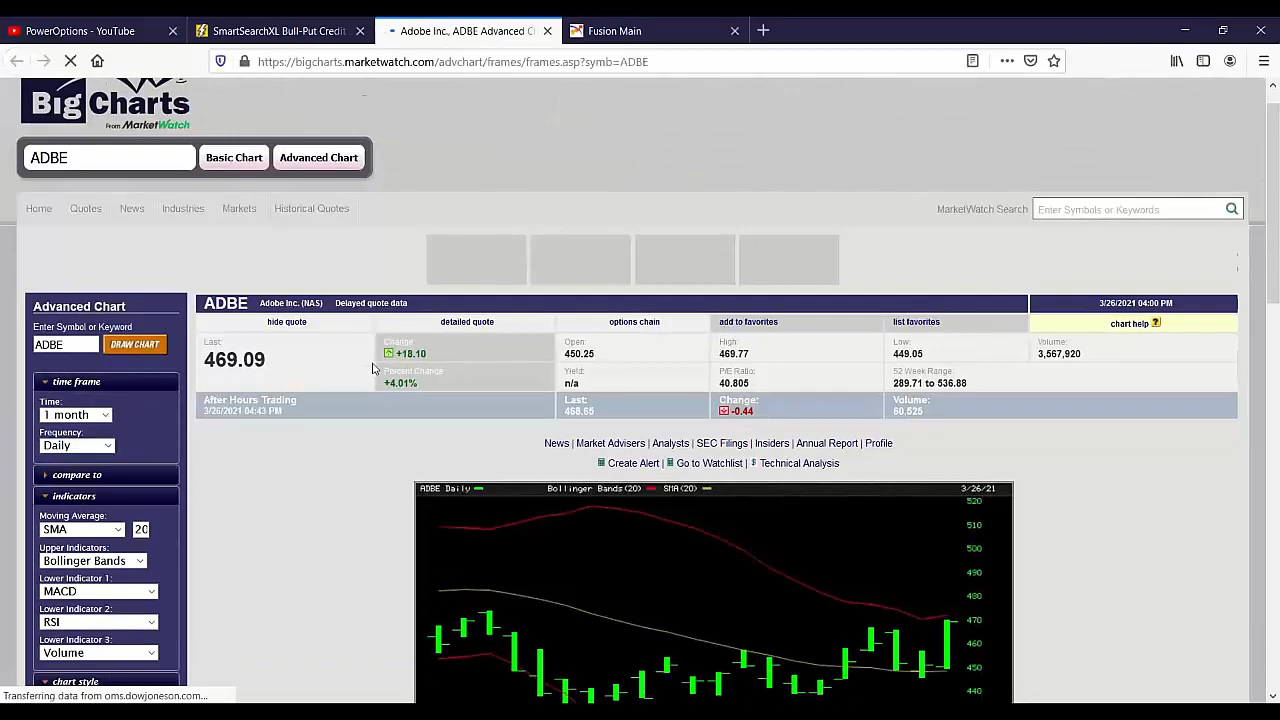 PowerOptions - YouTube
SmartSearchXL Bull-Put Credit
Adobe Inc., ADBE Advanced C
Fusion Main
https://bigcharts.marketwatch.com/advchart/frames/frames.asp?symb=ADBE
BigCharts
From MarketWatch
ADBE
Basic Chart
Advanced Chart
Home
Quotes
News
Industries
Markets
Historical Quotes
MarketWatch Search
Enter Symbols or Keywords
Advanced Chart
Enter Symbol or Keyword
ADBE
DRAW CHART
time frame
Time:
1 month
Frequency:
Daily
compare to
indicators
Moving Average:
SMA
20
Upper Indicators:
Bollinger Bands
Lower Indicator 1:
MACD
Lower Indicator 2:
RSI
Lower Indicator 3:
Volume
chart style
ADBE Adobe Inc. (NAS) Delayed quote data
3/26/2021 04:00 PM
hide quote
detailed quote
options chain
add to favorites
list favorites
chart help ?
Last:
469.09
Change:
+18.10
Percent Change
+4.01%
Open:
450.25
Yield:
n/a
High:
469.77
P/E Ratio:
40.805
Low:
449.05
52 Week Range:
289.71 to 536.88
Volume:
3,567,920
After Hours Trading
3/26/2021 04:43 PM
Last:
468.65
Change:
-0.44
Volume:
60,525
News | Market Advisers | Analysts | SEC Filings | Insiders | Annual Report | Profile
Create Alert | Go to Watchlist | $ Technical Analysis
ADBE Daily Bollinger Bands(20) SMA(20) 3/26/21
520
510
500
490
480
470
460
450
440
Transferring data from oms.dowjoneson.com...